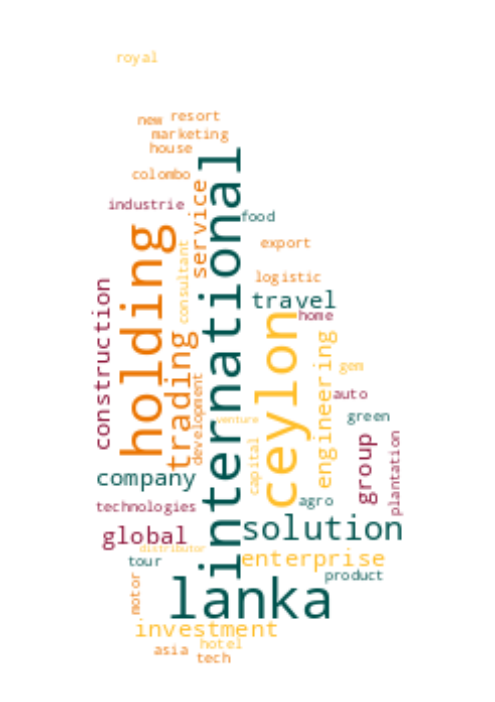 royal
new
resort
marketing
house
colombo
industrie
service
international
food
holding
consultant
export
construction
logistic
travel
home
ceylon
trading
engineering
gem
development
auto
green
venture
group
plantation
capital
company
agro
technologies
solution
global
distributor
tour
enterprise
product
motor
lanka
investment
hotel
asia
tech